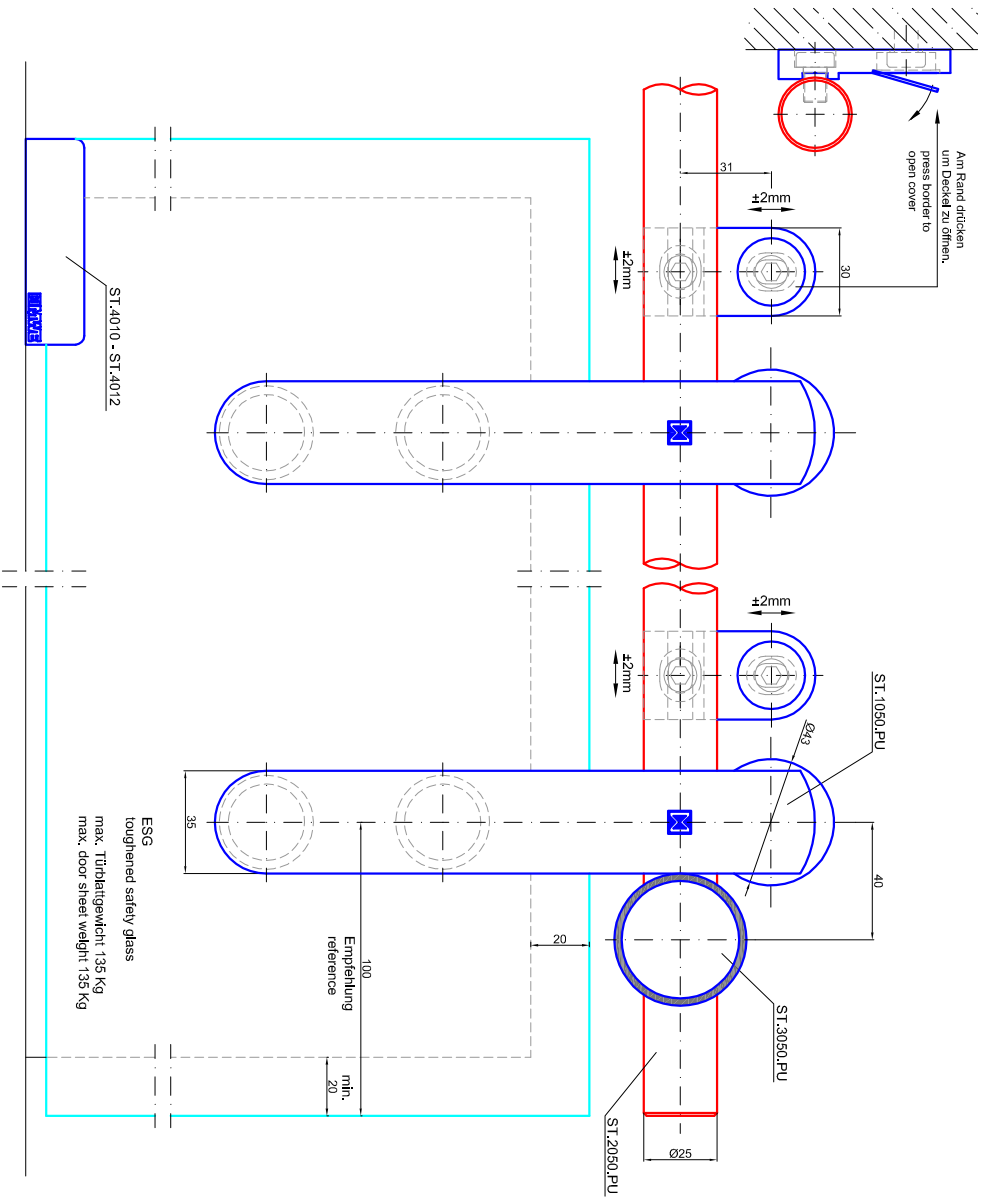 Am Rand drücken
um Deckel zu öffnen.
press border to
open cover
31
±2mm
30
±2mm
ST.4010 - ST.4012
MWE
±2mm
±2mm
ST.1050.PU
Ø43
40
35
20
ST.3050.PU
ST.2050.PU
Ø25
100
Empfehlung
reference
min.
20
ESG
toughened safety glass
max. Türblattgewicht 135 Kg
max. door sheet weight 135 Kg